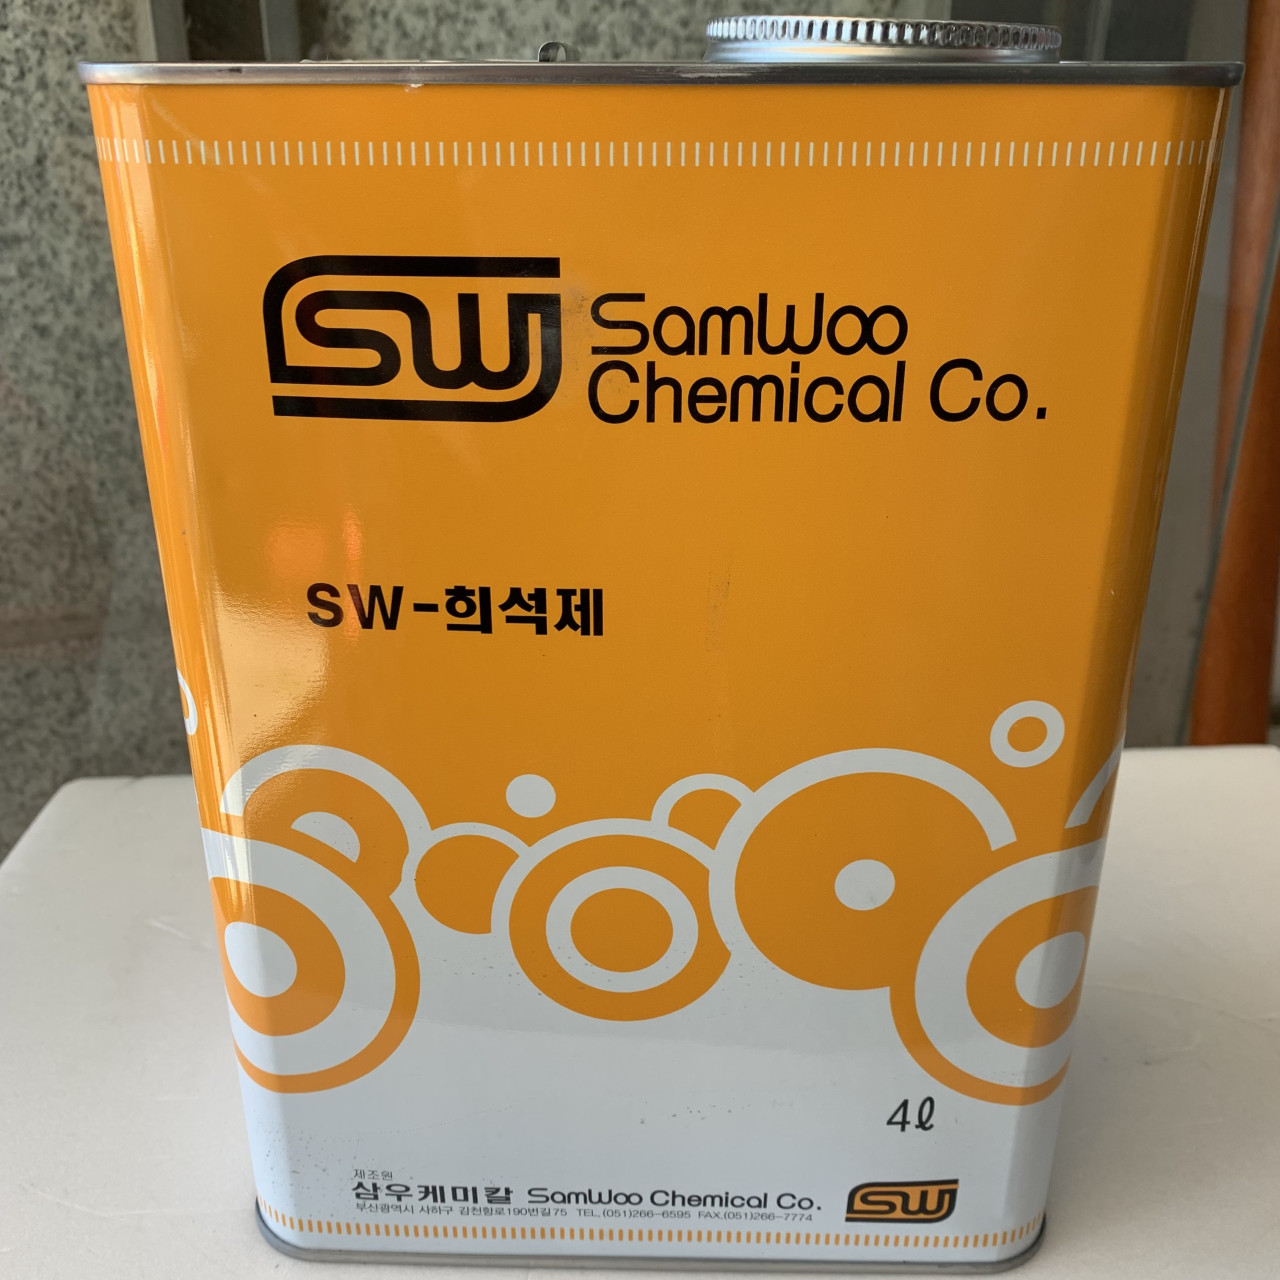 SW
SamWoo
Chemical Co.
SW-희석제
4ℓ
제조원
삼우케미칼 SamWoo Chemical Co.
부산광역시 사하구 감천항로190번길75 TEL.(051)266-6595 FAX.(051)266-7774
SW